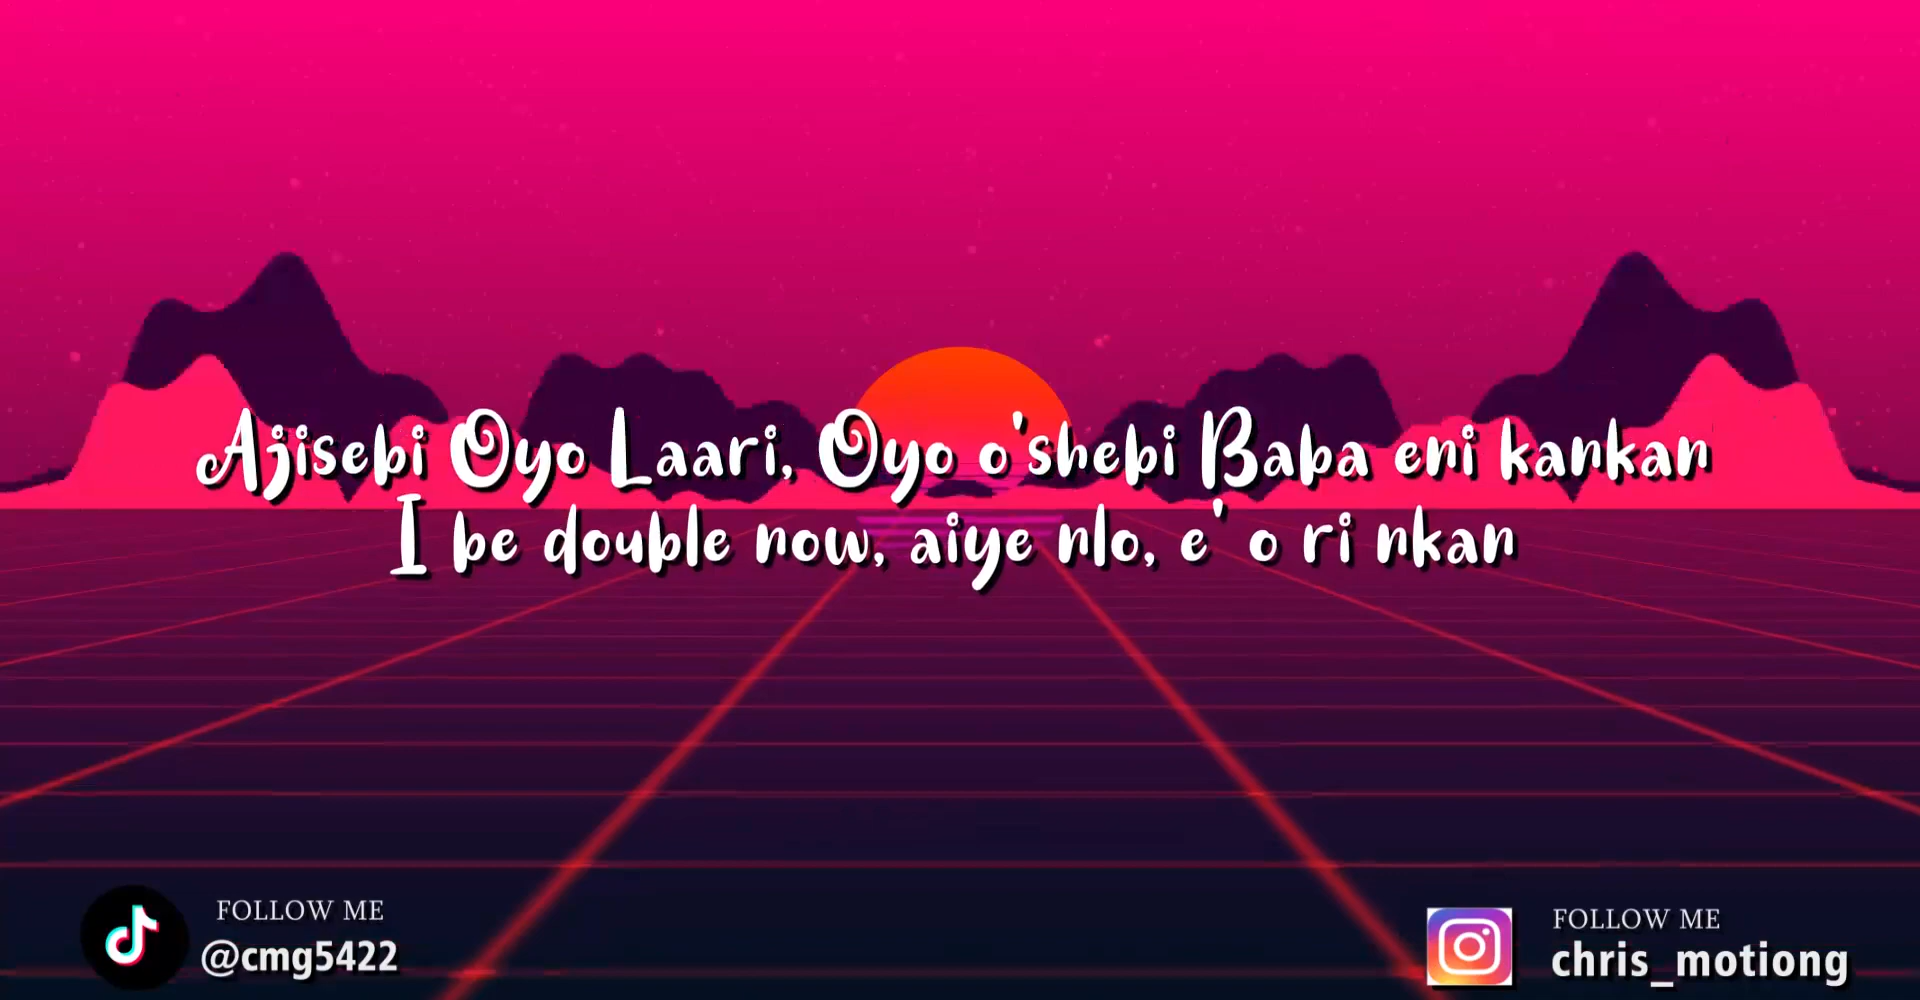 Ajisebi Oyo Laari, Oyo o'shebi Baba eni kankan
I be double now, aiye nlo, e' o ri nkan
FOLLOW ME
@cmg5422
FOLLOW ME
chris_motiong